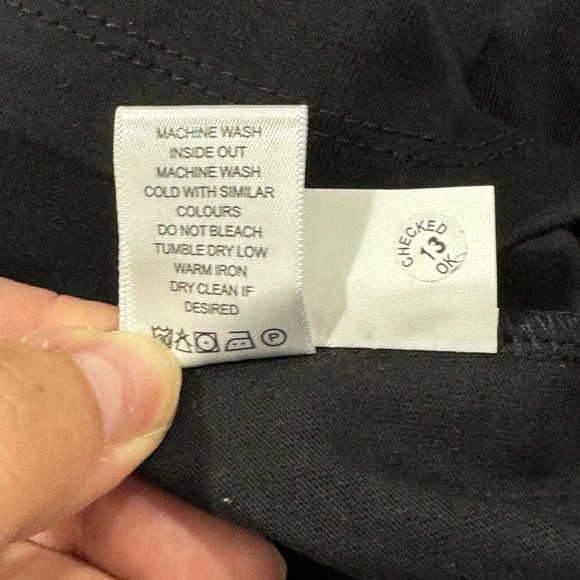 MACHINE WASH
INSIDE OUT
MACHINE WASH
COLD WITH SIMILAR
COLOURS
DO NOT BLEACH
TUMBLE DRY LOW
WARM IRON
DRY CLEAN IF
DESIRED
P
CHECKED
13
OK